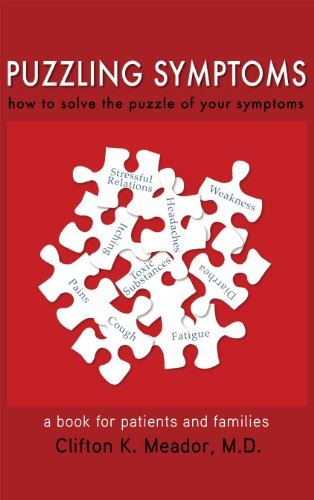 PUZZLING SYMPTOMS
how to solve the puzzle of your symptoms
Stressful
Relations
Weakness
Headaches
Itching
Toxic
Substances
Diarrhea
Pains
Cough
Fatigue
a book for patients and families
Clifton K. Meador, M.D.